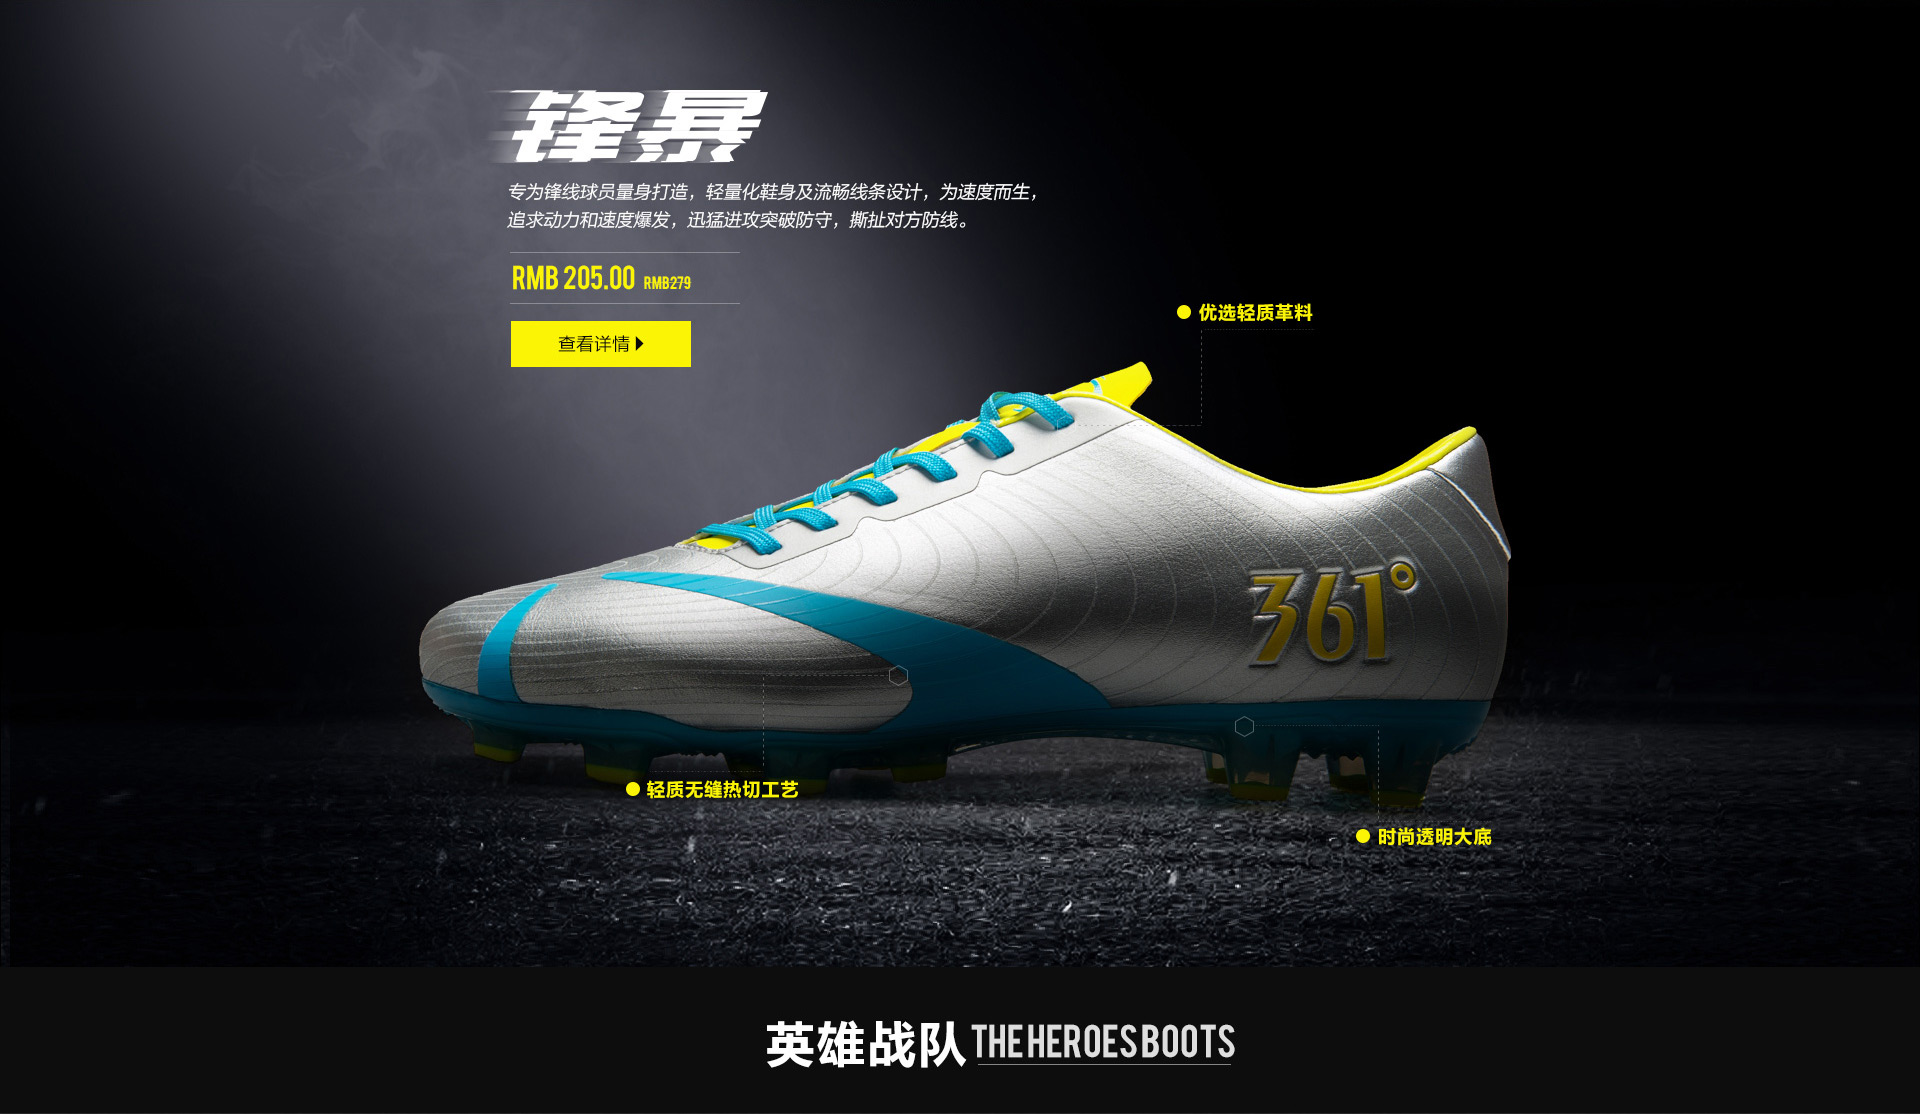 锋暴
专为锋线球员量身打造，轻量化鞋身及流畅线条设计，为速度而生，
追求动力和速度爆发，迅猛进攻突破防守，撕扯对方防线。
RMB 205.00 RMB279
查看详情
优选轻质革料
361°
轻质无缝热切工艺
时尚透明大底
英雄战队 THE HEROES BOOTS